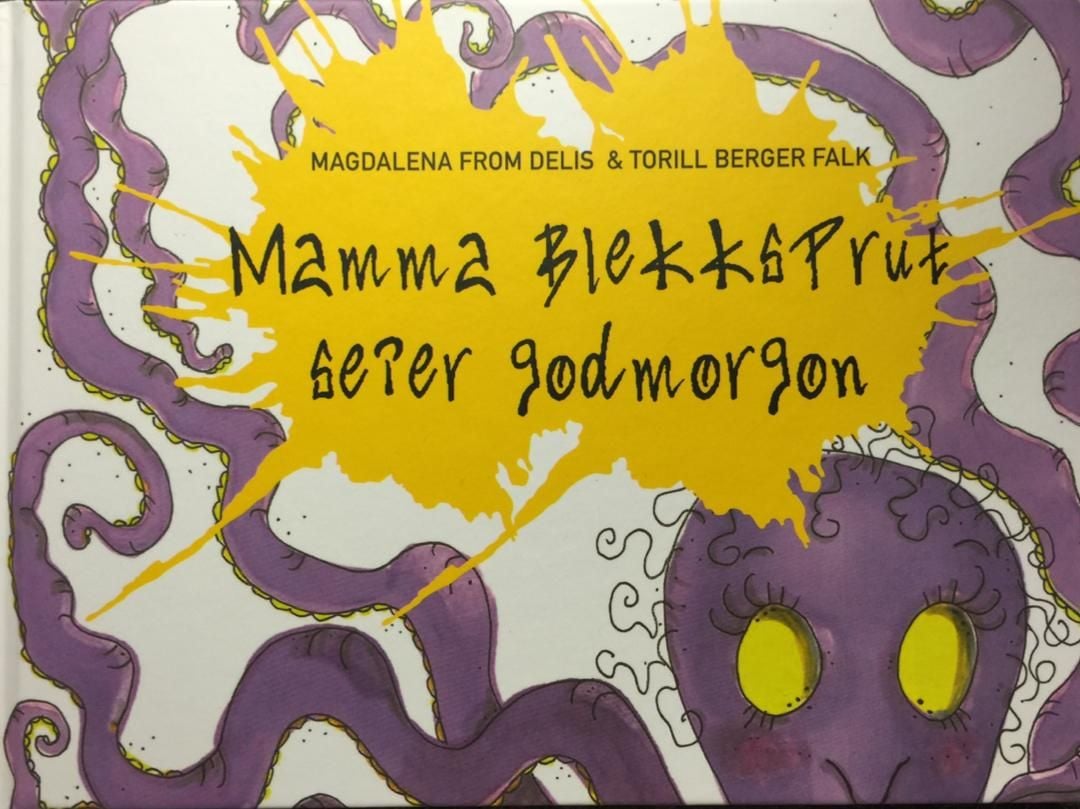 MAGDALENA FROM DELIS & TORILL BERGER FALK
Mamma Blekksprut
seier godmorgon